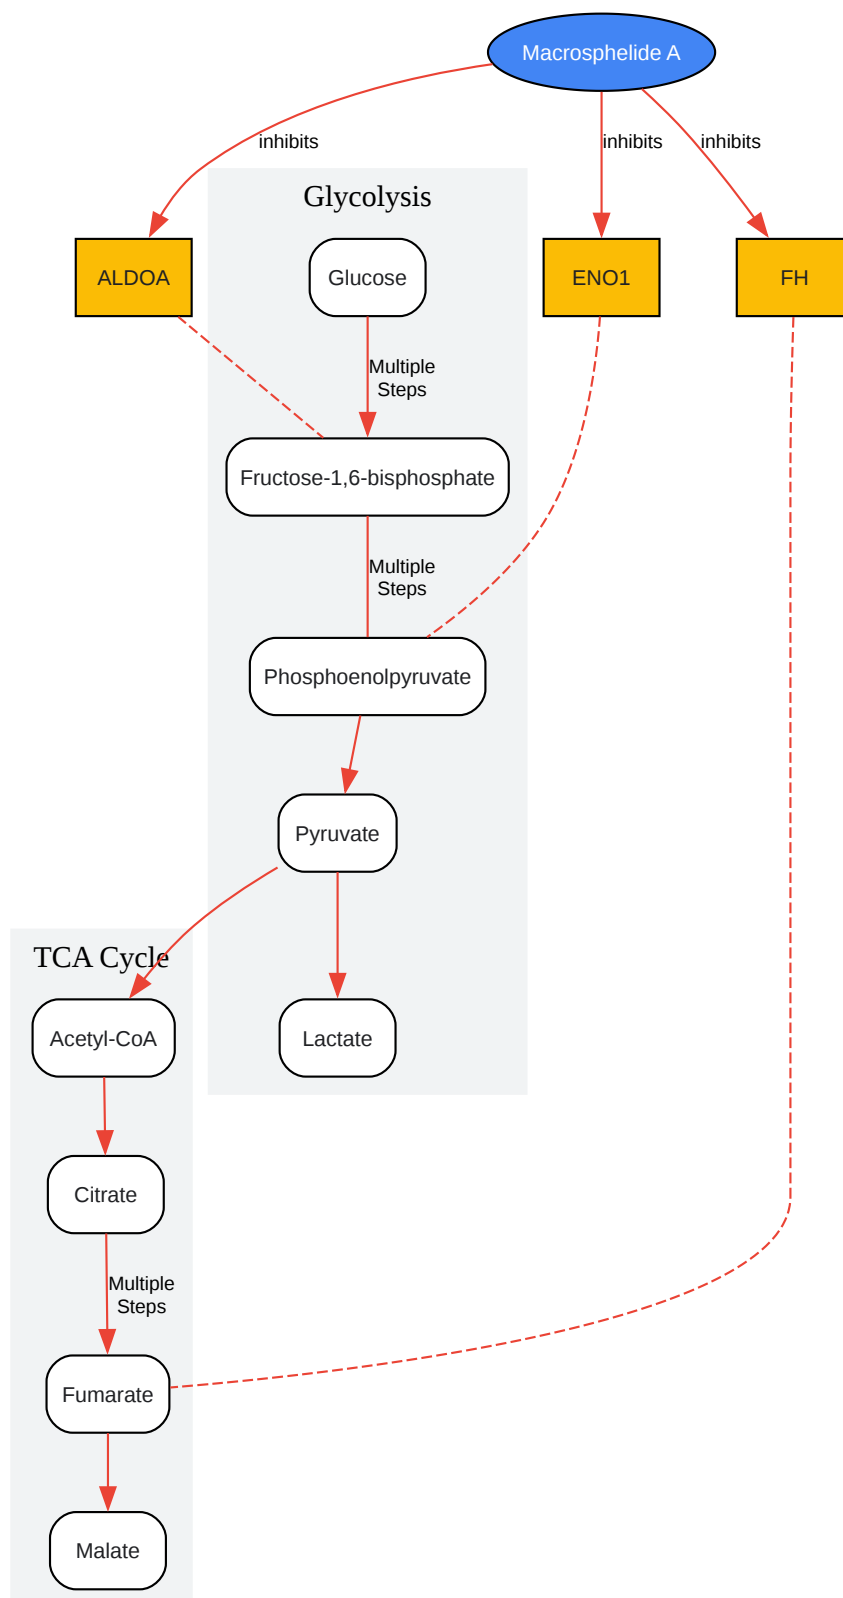 Macrosphelide A
inhibits
inhibits
inhibits
Glycolysis
ALDOA
Glucose
ENO1
FH
Multiple
Steps
Fructose-1,6-bisphosphate
Multiple
Steps
Phosphoenolpyruvate
Pyruvate
TCA Cycle
Acetyl-CoA
Lactate
Citrate
Multiple
Steps
Fumarate
Malate